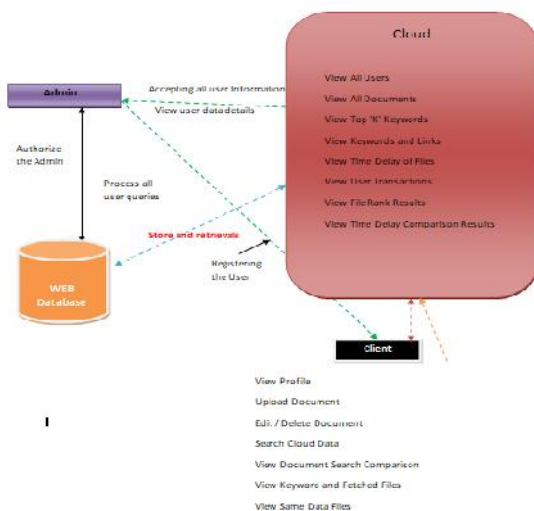 Cloud
View All Users
View All Documents
View Top 'K' Keywords
View Keywords and Links
View Time Delay of Files
View User Transactions
View File Rank Results
View Time Delay Comparison Results
Admin
Accepting all user Information
View user data details
Authorize
the Admin
Process all
user queries
Store and retrievals
Registering
the User
WEB
Database
Client
View Profile
Upload Document
Edit / Delete Document
Search Cloud Data
View Document Search Comparison
View Keyword and Fetched Files
View Same Data Files